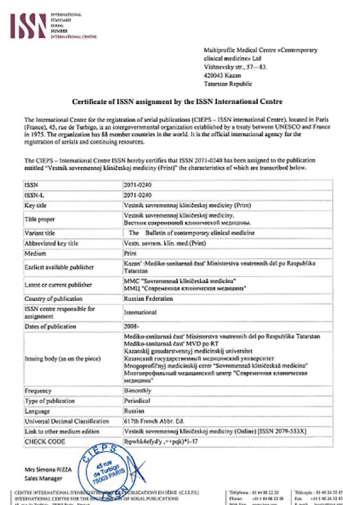 ISSN
INTERNATIONAL
STANDARD
SERIAL
NUMBER
INTERNATIONAL CENTRE
Multiprofile Medical Centre «Contemporary
clinical medicine» Ltd
Vishnevsky str., 57—83.
420043 Kazan
Tatarstan Republic
Certificate of ISSN assignment by the ISSN International Centre
The International Centre for the registration of serial publications (CIEPS – ISSN international Centre), located in Paris
(France), 45, rue de Turbigo, is an intergovernmental organization established by a treaty between UNESCO and France
in 1975. The organization has 88 member countries in the world. It is the official international agency for the
registration of serials and continuing resources.
The CIEPS – International Centre ISSN hereby certifies that ISSN 2071-0240 has been assigned to the publication
entitled "Vestnik sovremennoj kliničeskoj mediciny (Print)" the characteristics of which are transcribed below.
ISSN 2071-0240
ISSN-L 2071-0240
Key title Vestnik sovremennoj kliničeskoj mediciny (Print)
Title proper Vestnik sovremennoj kliničeskoj mediciny.
Вестник современной клинической медицины.
Variant title The Bulletin of contemporary clinical medicine
Abbreviated key title Vestn. sovrem. klin. med.(Print)
Medium Print
Earliest available publisher Kazan' :Mediko-sanitarnaâ čast' Ministerstva vnutrennih del po Respublike
Tatarstan
Latest or current publisher ММС "Sovremennaâ kliničeskaâ medicina"
ММЦ "Современная клиническая медицина"
Country of publication Russian Federation
ISSN centre responsible for
assignment International
Dates of publication 2008-
Issuing body (as on the piece) Mediko-sanitarnaâ čast' Ministerstva vnutrennih del po Respublike Tatarstan
Mediko-sanitarnaâ čast' MVD po RT
Kazanskij gosudarstvennyj medicinskij universitet
Казанский государственный медицинский университет
Mnogoprofil'nyj medicinskij centr "Sovremennaâ kliničeskaâ medicina"
Многопрофильный медицинский центр "Современная клиническая
медицина"
Frequency Bimonthly
Type of publication Periodical
Language Russian
Universal Decimal Classification 617th French Abbr. Ed.
Link to other medium edition Vestnik sovremennoj kliničeskoj mediciny (Online) [ISSN 2079-553X]
CHECK CODE
CIEPS
45 rue
de Turbigo
75003 PARIS
Mrs Simona RIZZA
Sales Manager